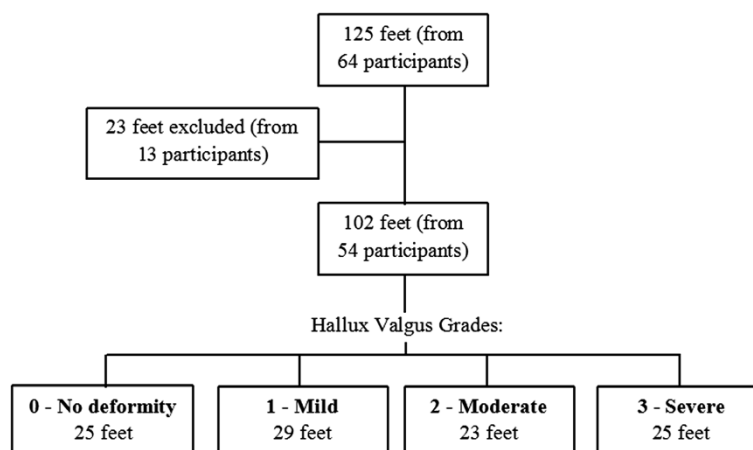 125 feet (from
64 participants)
23 feet excluded (from
13 participants)
102 feet (from
54 participants)
Hallux Valgus Grades:
0 - No deformity
25 feet
1 - Mild
29 feet
2 - Moderate
23 feet
3 - Severe
25 feet